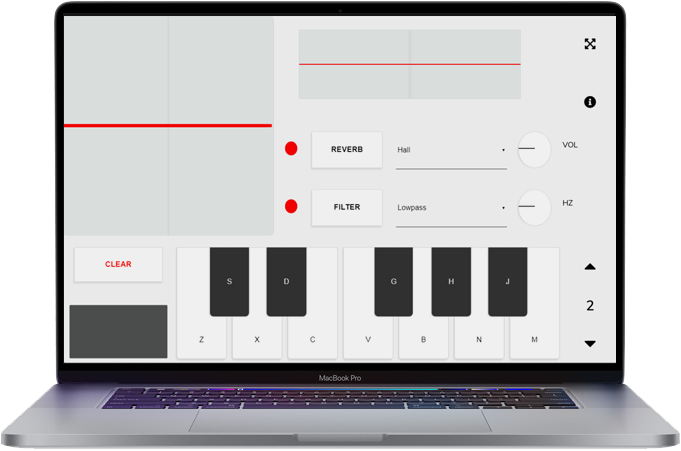 REVERB
Hall
VOL
FILTER
Lowpass
HZ
CLEAR
S
D
G
H
J
2
Z
X
C
V
B
N
M
MacBook Pro